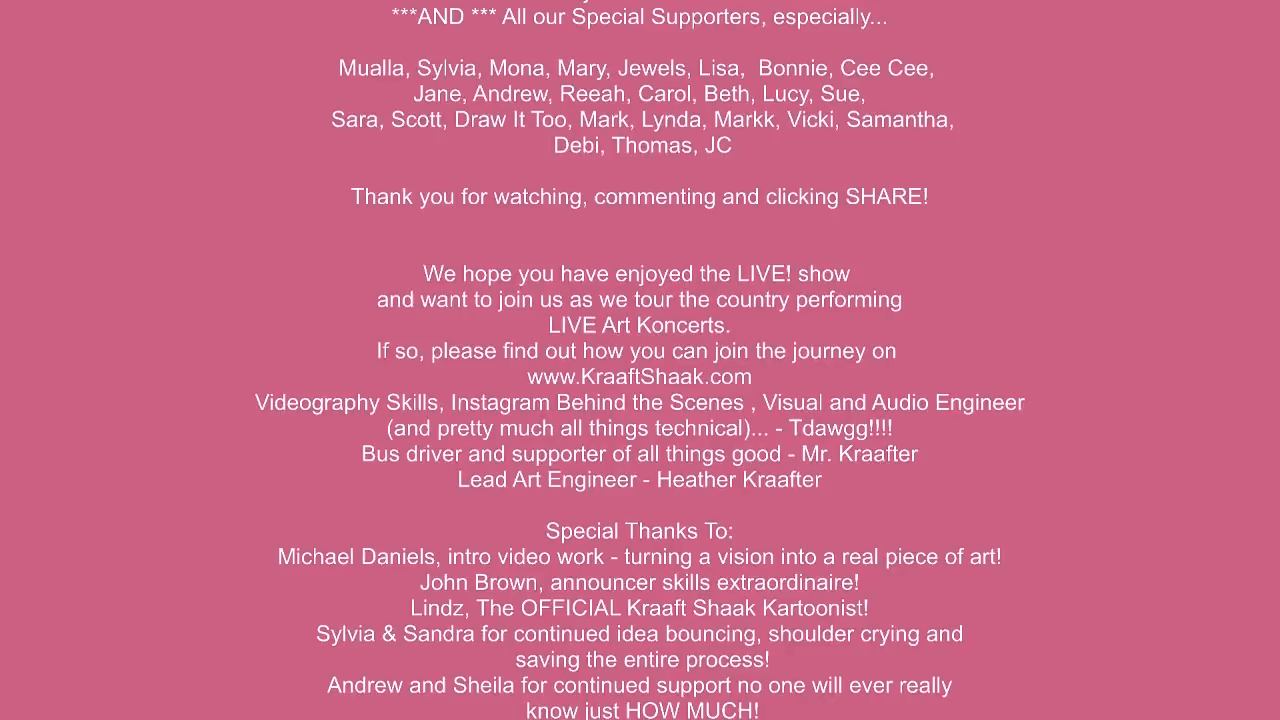 ***AND *** All our Special Supporters, especially...
Mualla, Sylvia, Mona, Mary, Jewels, Lisa,  Bonnie, Cee Cee,
Jane, Andrew, Reeah, Carol, Beth, Lucy, Sue,
Sara, Scott, Draw It Too, Mark, Lynda, Markk, Vicki, Samantha,
Debi, Thomas, JC
Thank you for watching, commenting and clicking SHARE!
We hope you have enjoyed the LIVE! show
and want to join us as we tour the country performing
LIVE Art Koncerts.
If so, please find out how you can join the journey on
www.KraaftShaak.com
Videography Skills, Instagram Behind the Scenes , Visual and Audio Engineer
(and pretty much all things technical)... - Tdawgg!!!!
Bus driver and supporter of all things good - Mr. Kraafter
Lead Art Engineer - Heather Kraafter
Special Thanks To:
Michael Daniels, intro video work - turning a vision into a real piece of art!
John Brown, announcer skills extraordinaire!
Lindz, The OFFICIAL Kraaft Shaak Kartoonist!
Sylvia & Sandra for continued idea bouncing, shoulder crying and
saving the entire process!
Andrew and Sheila for continued support no one will ever really
know just HOW MUCH!